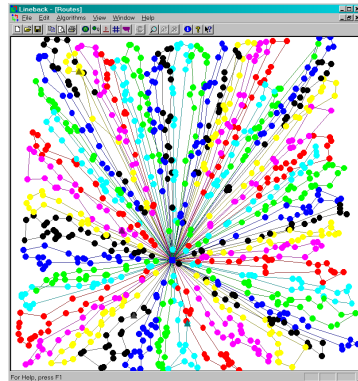 Lineback - [Routes]
File Edit Algorithms View Window Help
For Help, press F1